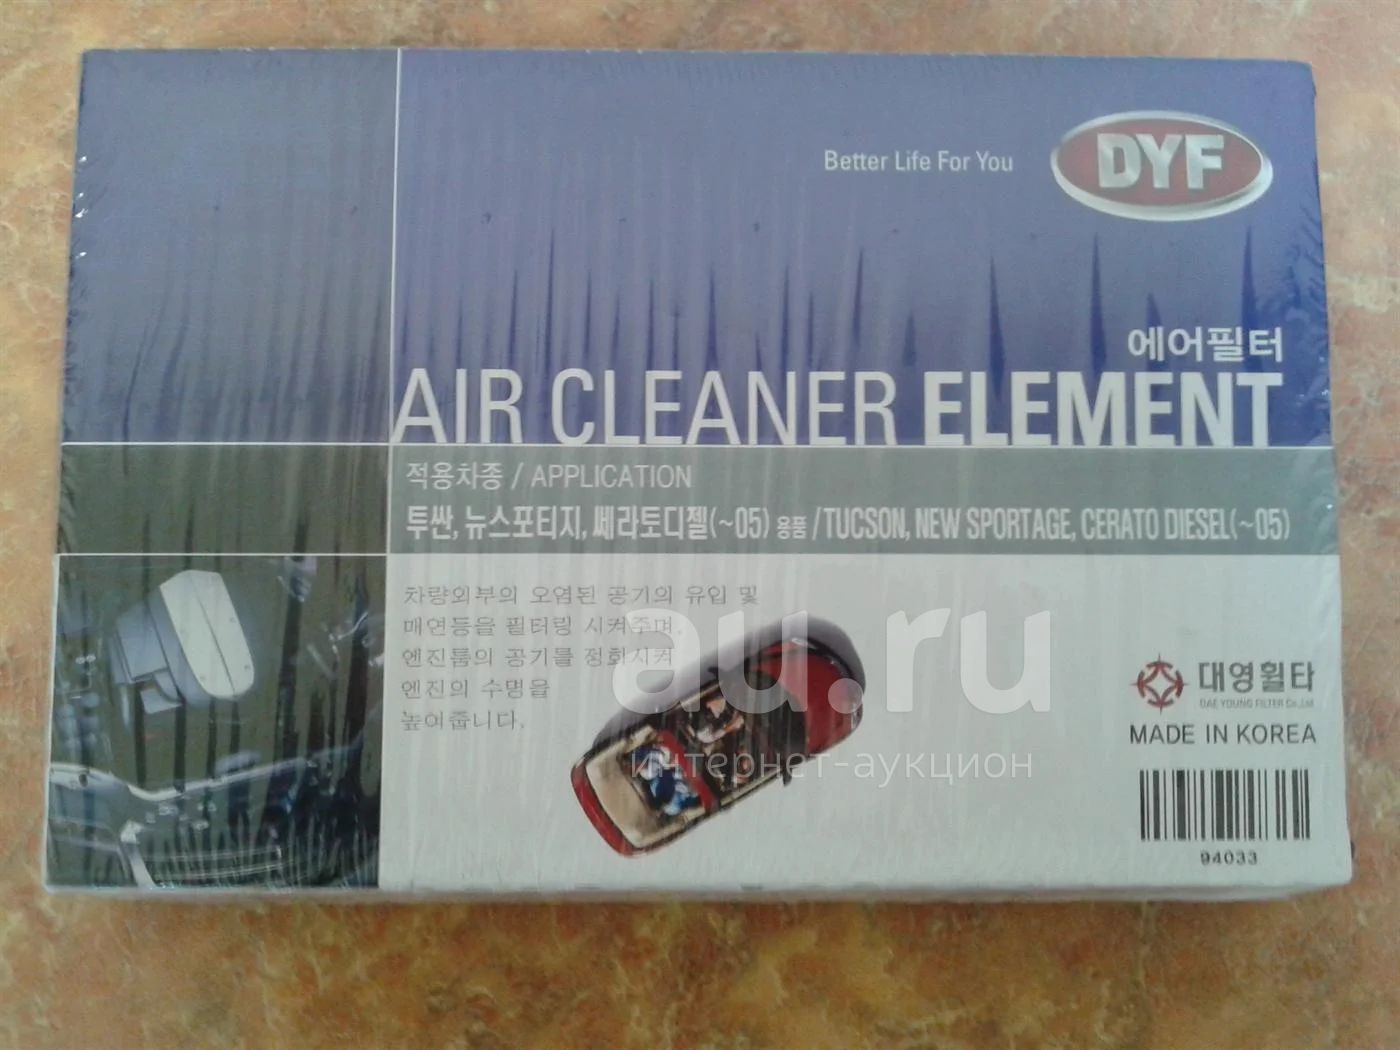 Better Life For You
DYF
에어필터
AIR CLEANER ELEMENT
적용차종 / APPLICATION
투싼, 뉴스포티지, 쎄라토디젤(~05) 용품 / TUCSON, NEW SPORTAGE, CERATO DIESEL(~05)
차량외부의 오염된 공기의 유입 및
매연등을 필터링 시켜주며,
엔진룸의 공기를 정화시켜
엔진의 수명을
높여줍니다.
au.ru
интернет-аукцион
대영휠타
DAE YOUNG FILTER Co.,Ltd
MADE IN KOREA
94033